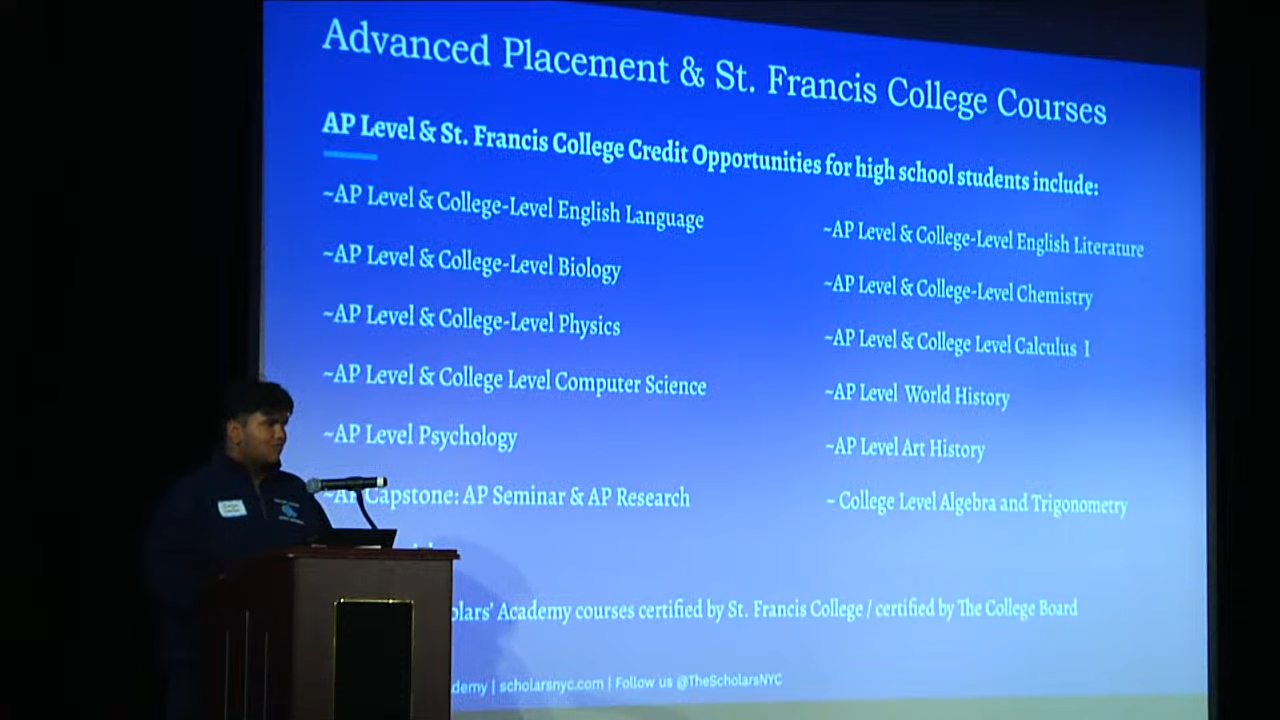 Advanced Placement & St. Francis College Courses
AP Level & St. Francis College Credit Opportunities for high school students include:
~AP Level & College-Level English Language
~AP Level & College-Level Biology
~AP Level & College-Level Physics
~AP Level & College Level Computer Science
~AP Level Psychology
~AP Capstone: AP Seminar & AP Research
~AP Level & College-Level English Literature
~AP Level & College-Level Chemistry
~AP Level & College Level Calculus I
~AP Level World History
~AP Level Art History
~ College Level Algebra and Trigonometry
olars' Academy courses certified by St. Francis College / certified by The College Board
demy | scholarsnyc.com | Follow us @TheScholarsNYC